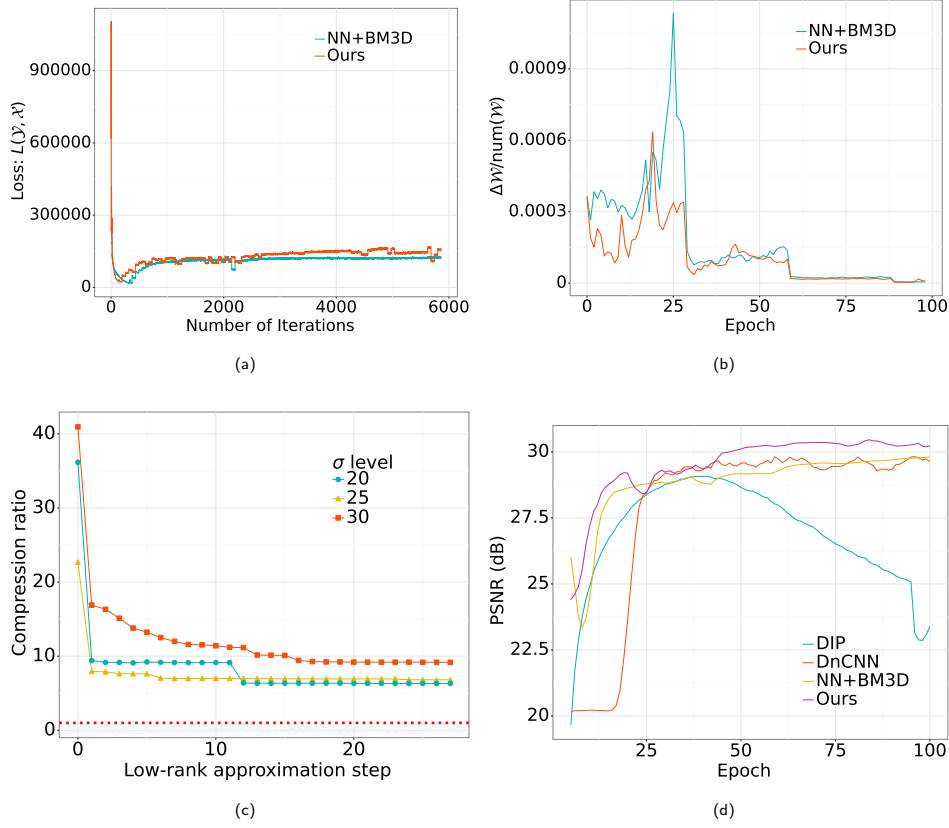 NN+BM3D
Ours
900000
600000
300000
0
Loss: L(𝒴, 𝒳)
0 2000 4000 6000
Number of Iterations
(a)
NN+BM3D
Ours
0.0009
0.0006
0.0003
0
Δ𝒲/num(𝒲)
0 25 50 75 100
Epoch
(b)
40
30
20
10
0
Compression ratio
σ level
20
25
30
0 10 20
Low-rank approximation step
(c)
30
27.5
25
22.5
20
PSNR (dB)
DIP
DnCNN
NN+BM3D
Ours
25 50 75 100
Epoch
(d)